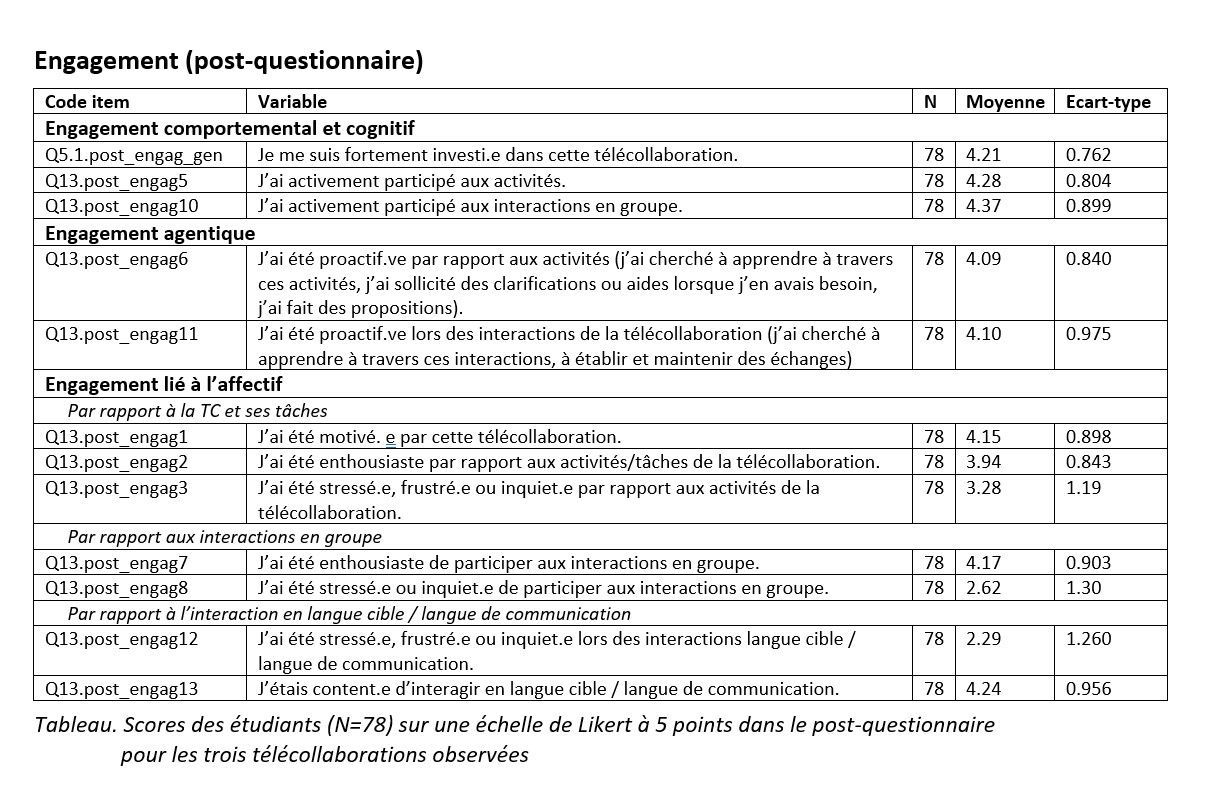 Engagement (post-questionnaire)
Code item Variable N Moyenne Ecart-type
Engagement comportemental et cognitif
Q5.1.post_engag_gen Je me suis fortement investi.e dans cette télécollaboration. 78 4.21 0.762
Q13.post_engag5 J’ai activement participé aux activités. 78 4.28 0.804
Q13.post_engag10 J’ai activement participé aux interactions en groupe. 78 4.37 0.899
Engagement agentique
Q13.post_engag6 J’ai été proactif.ve par rapport aux activités (j’ai cherché à apprendre à travers 78 4.09 0.840
ces activités, j’ai sollicité des clarifications ou aides lorsque j’en avais besoin,
j’ai fait des propositions).
Q13.post_engag11 J’ai été proactif.ve lors des interactions de la télécollaboration (j’ai cherché à 78 4.10 0.975
apprendre à travers ces interactions, à établir et maintenir des échanges)
Engagement lié à l’affectif
Par rapport à la TC et ses tâches
Q13.post_engag1 J’ai été motivé. e par cette télécollaboration. 78 4.15 0.898
Q13.post_engag2 J’ai été enthousiaste par rapport aux activités/tâches de la télécollaboration. 78 3.94 0.843
Q13.post_engag3 J’ai été stressé.e, frustré.e ou inquiet.e par rapport aux activités de la 78 3.28 1.19
télécollaboration.
Par rapport aux interactions en groupe
Q13.post_engag7 J’ai été enthousiaste de participer aux interactions en groupe. 78 4.17 0.903
Q13.post_engag8 J’ai été stressé.e ou inquiet.e de participer aux interactions en groupe. 78 2.62 1.30
Par rapport à l’interaction en langue cible / langue de communication
Q13.post_engag12 J’ai été stressé.e, frustré.e ou inquiet.e lors des interactions langue cible / 78 2.29 1.260
langue de communication.
Q13.post_engag13 J’étais content.e d’interagir en langue cible / langue de communication. 78 4.24 0.956
Tableau. Scores des étudiants (N=78) sur une échelle de Likert à 5 points dans le post-questionnaire
pour les trois télécollaborations observées